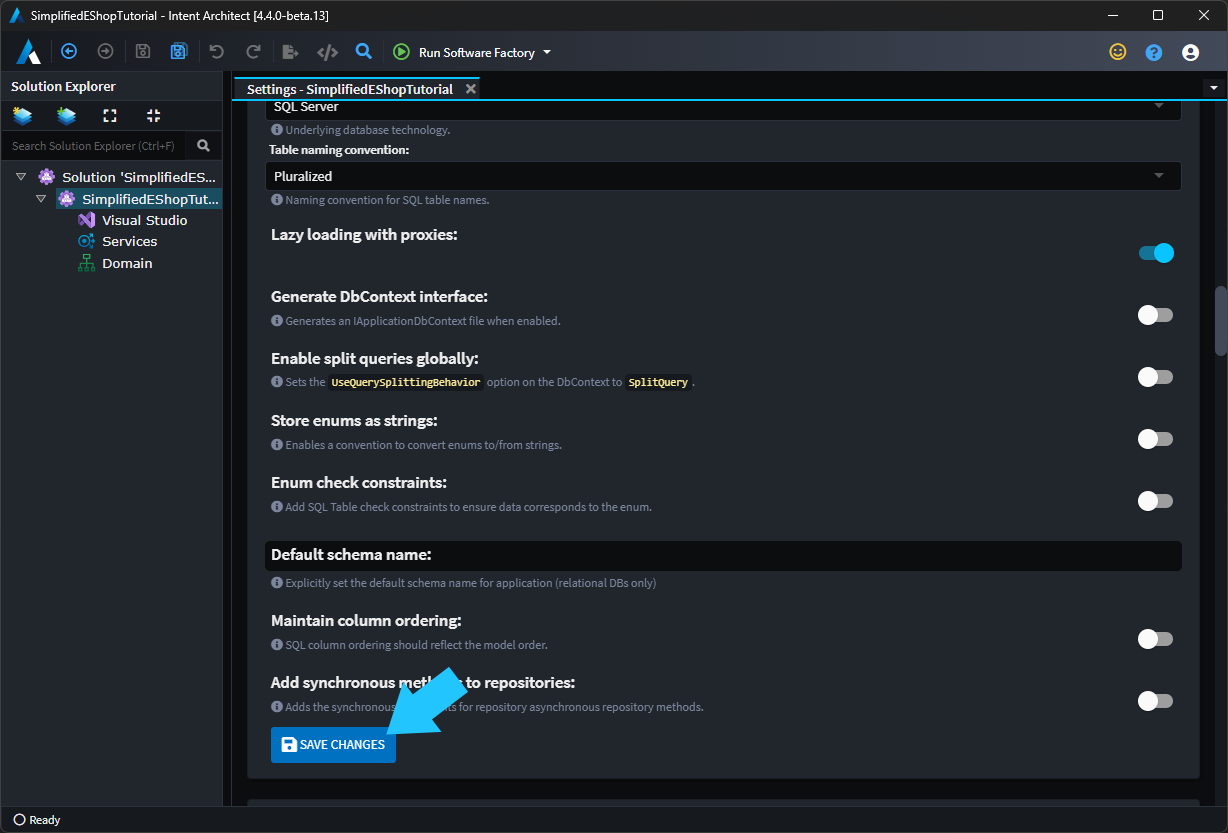 SimplifiedEShopTutorial - Intent Architect [4.4.0-beta.13]
Run Software Factory
Solution Explorer
Search Solution Explorer (Ctrl+F)
Solution 'SimplifiedES...
SimplifiedEShopTut...
Visual Studio
Services
Domain
Settings - SimplifiedEShopTutorial
SQL Server
Underlying database technology.
Table naming convention:
Pluralized
Naming convention for SQL table names.
Lazy loading with proxies:
Generate DbContext interface:
Generates an IApplicationDbContext file when enabled.
Enable split queries globally:
Sets the UseQuerySplittingBehavior option on the DbContext to SplitQuery.
Store enums as strings:
Enables a convention to convert enums to/from strings.
Enum check constraints:
Add SQL Table check constraints to ensure data corresponds to the enum.
Default schema name:
Explicitly set the default schema name for application (relational DBs only)
Maintain column ordering:
SQL column ordering should reflect the model order.
Add synchronous to repositories:
Adds the synchronous for repository asynchronous repository methods.
SAVE CHANGES
Ready